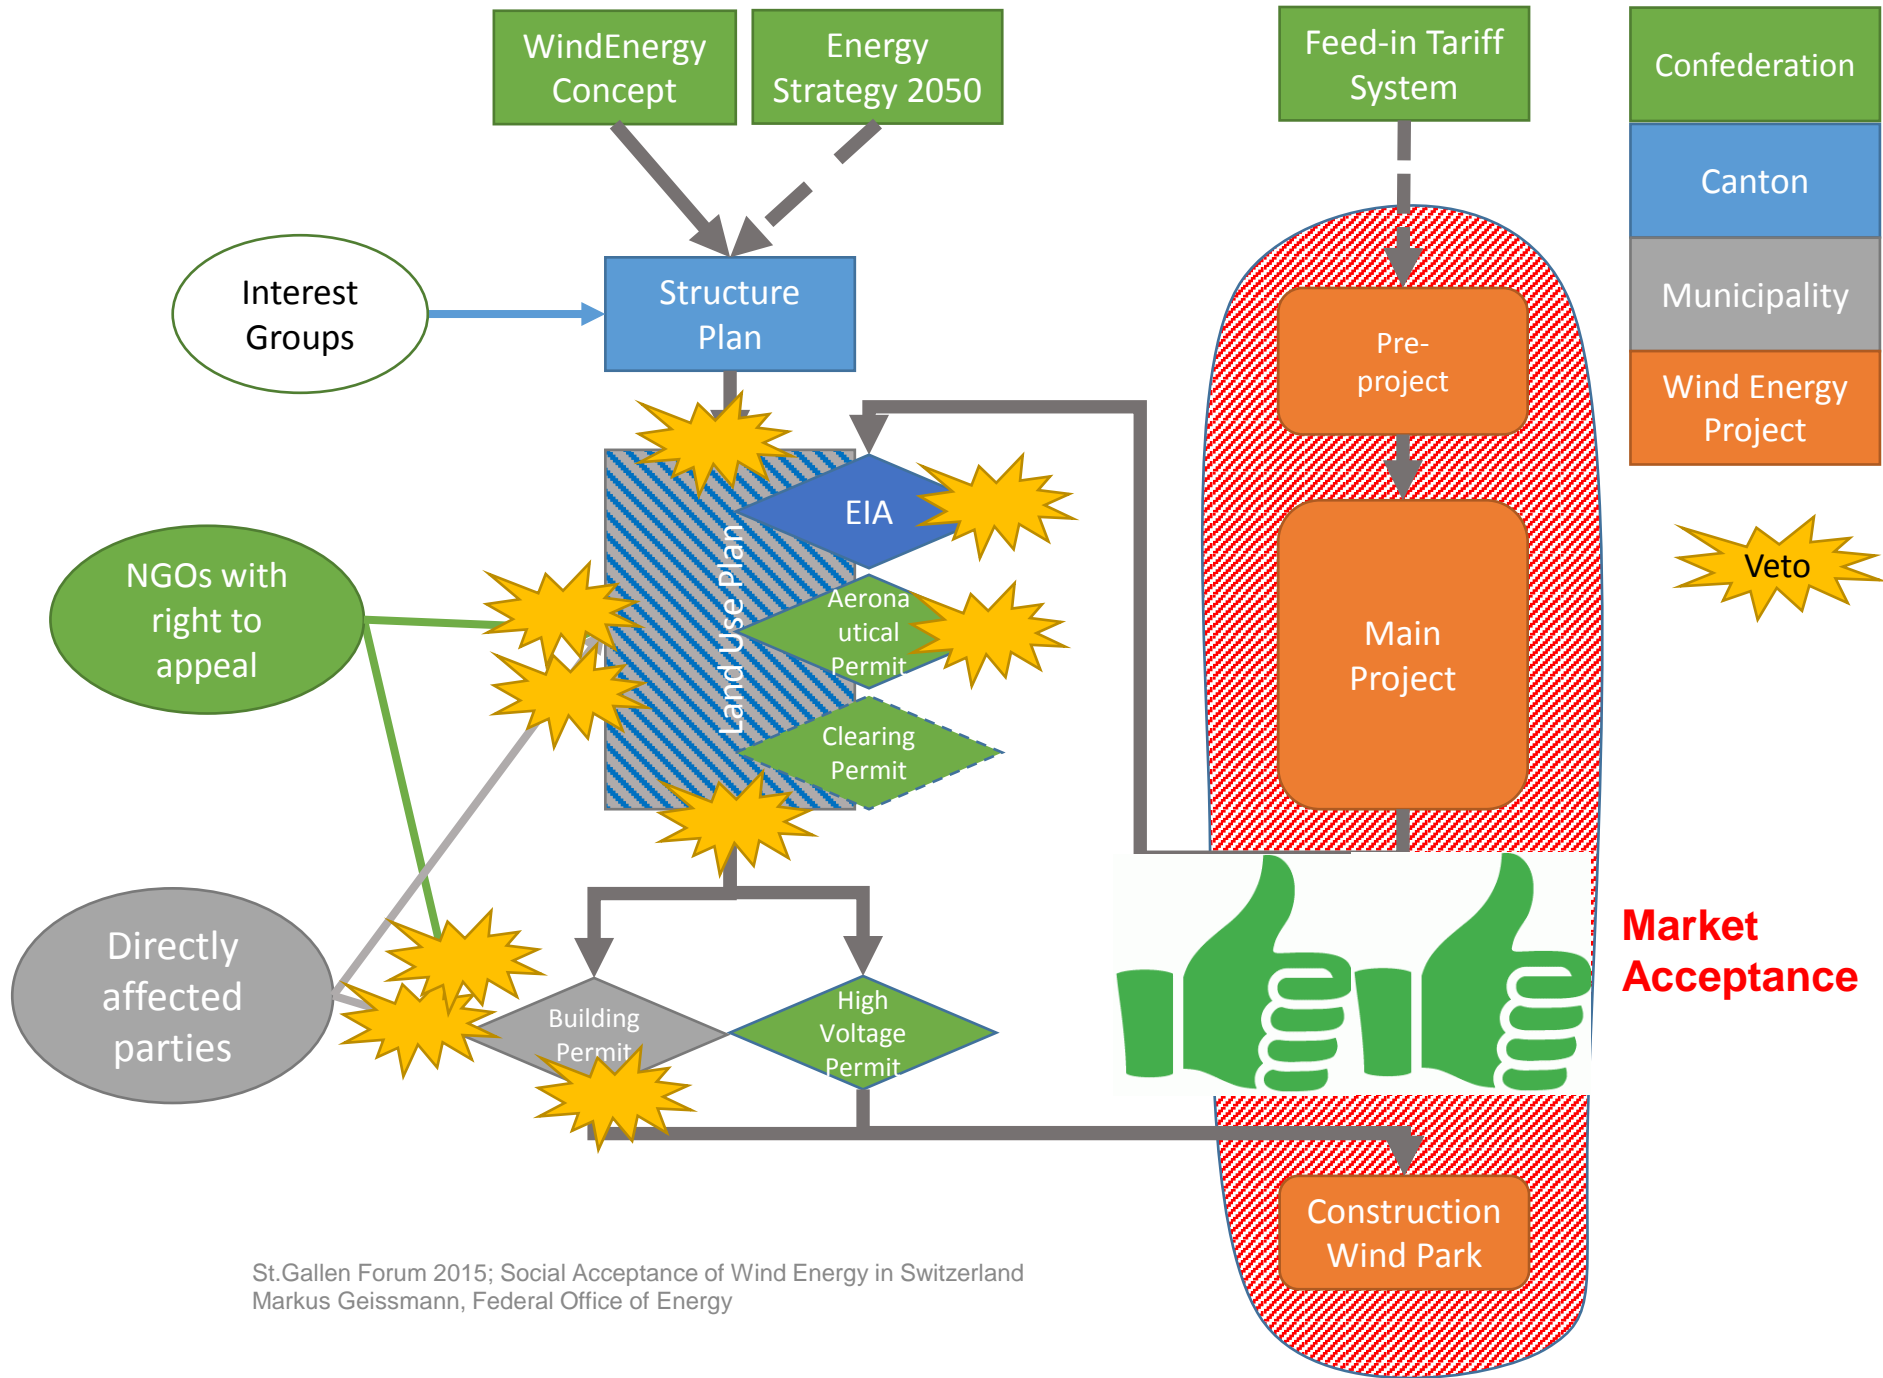 WindEnergy
Concept
Energy
Strategy 2050
Feed-in Tariff
System
Confederation
Canton
Municipality
Wind Energy
Project
Interest
Groups
Structure
Plan
Pre-
project
EIA
Veto
NGOs with
right to
appeal
Land Use Plan
Aerona
utical
Permit
Main
Project
Clearing
Permit
Directly
affected
parties
Building
Permit
High
Voltage
Permit
Market
Acceptance
Construction
Wind Park
St.Gallen Forum 2015; Social Acceptance of Wind Energy in Switzerland
Markus Geissmann, Federal Office of Energy